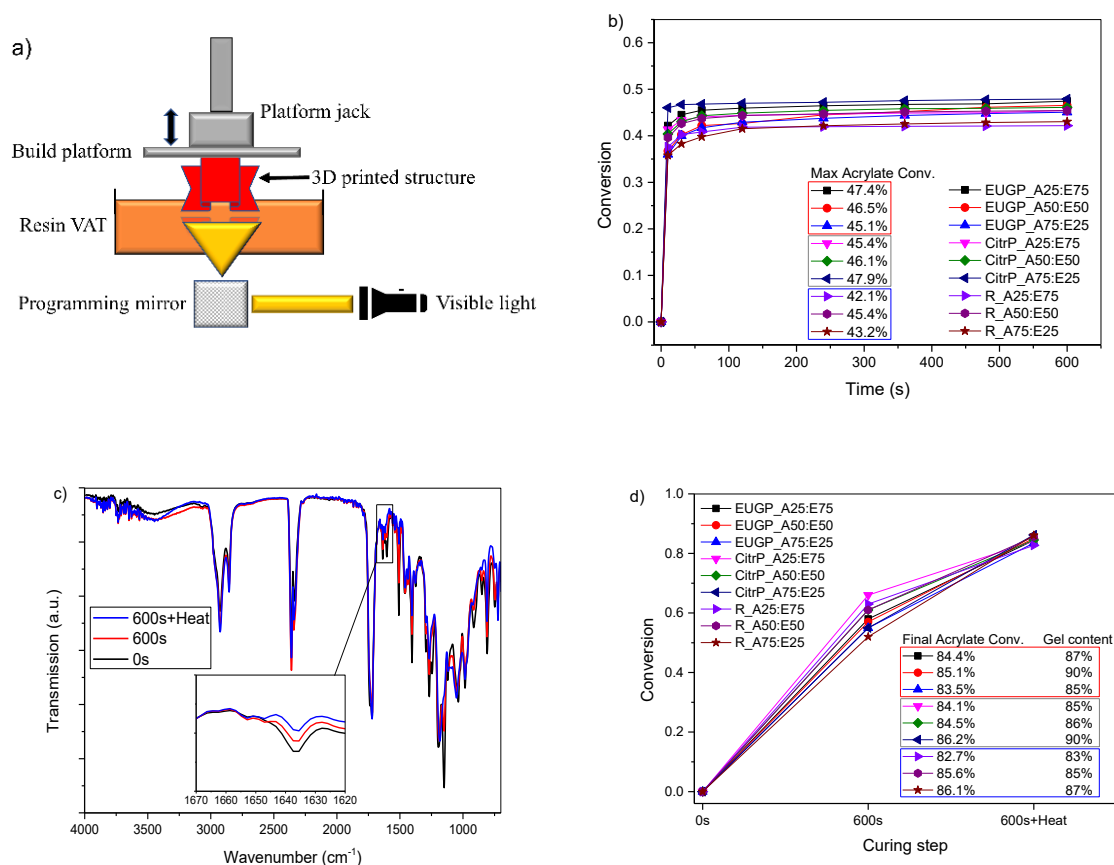 a)
Platform jack
Build platform
3D printed structure
Resin VAT
Programming mirror
Visible light
b)
Conversion
0.6
0.5
0.4
0.3
0.2
0.1
0.0
Max Acrylate Conv.
47.4% EUGP_A25:E75
46.5% EUGP_A50:E50
45.1% EUGP_A75:E25
45.4% CitrP_A25:E75
46.1% CitrP_A50:E50
47.9% CitrP_A75:E25
42.1% R_A25:E75
45.4% R_A50:E50
43.2% R_A75:E25
0 120 240 360 480 600
Time (s)
c)
Transmission (a.u.)
600s+Heat
600s
0s
1670 1660 1650 1640 1630 1620
4000 3500 3000 2500 2000 1500 1000
Wavenumber (cm-1)
d)
Conversion
1.0
0.8
0.6
0.4
0.2
0.0
EUGP_A25:E75
EUGP_A50:E50
EUGP_A75:E25
CitrP_A25:E75
CitrP_A50:E50
CitrP_A75:E25
R_A25:E75
R_A50:E50
R_A75:E25
Final Acrylate Conv. Gel content
84.4% 87%
85.1% 90%
83.5% 85%
84.1% 85%
84.5% 86%
86.2% 90%
82.7% 83%
85.6% 85%
86.1% 87%
0s 600s 600s+Heat
Curing step